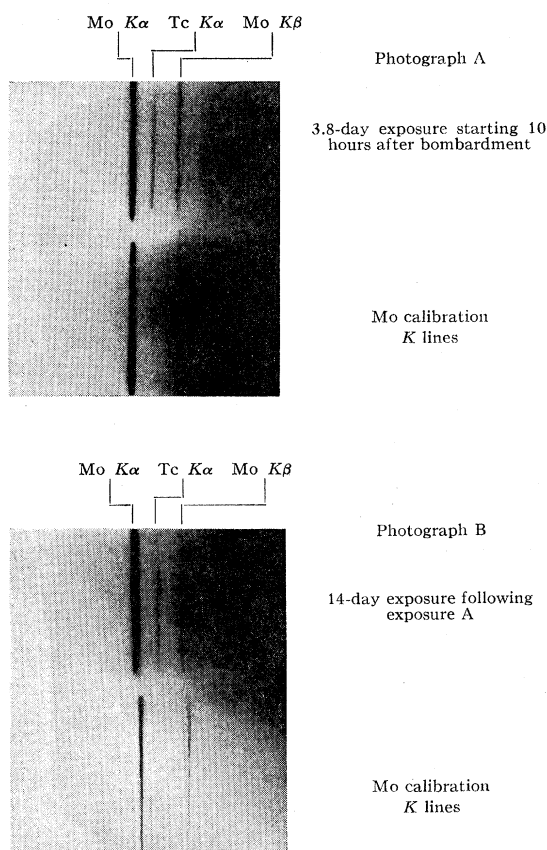 Mo Kα Tc Kα Mo Kβ
Photograph A
3.8-day exposure starting 10
hours after bombardment
Mo calibration
K lines
Mo Kα Tc Kα Mo Kβ
Photograph B
14-day exposure following
exposure A
Mo calibration
K lines